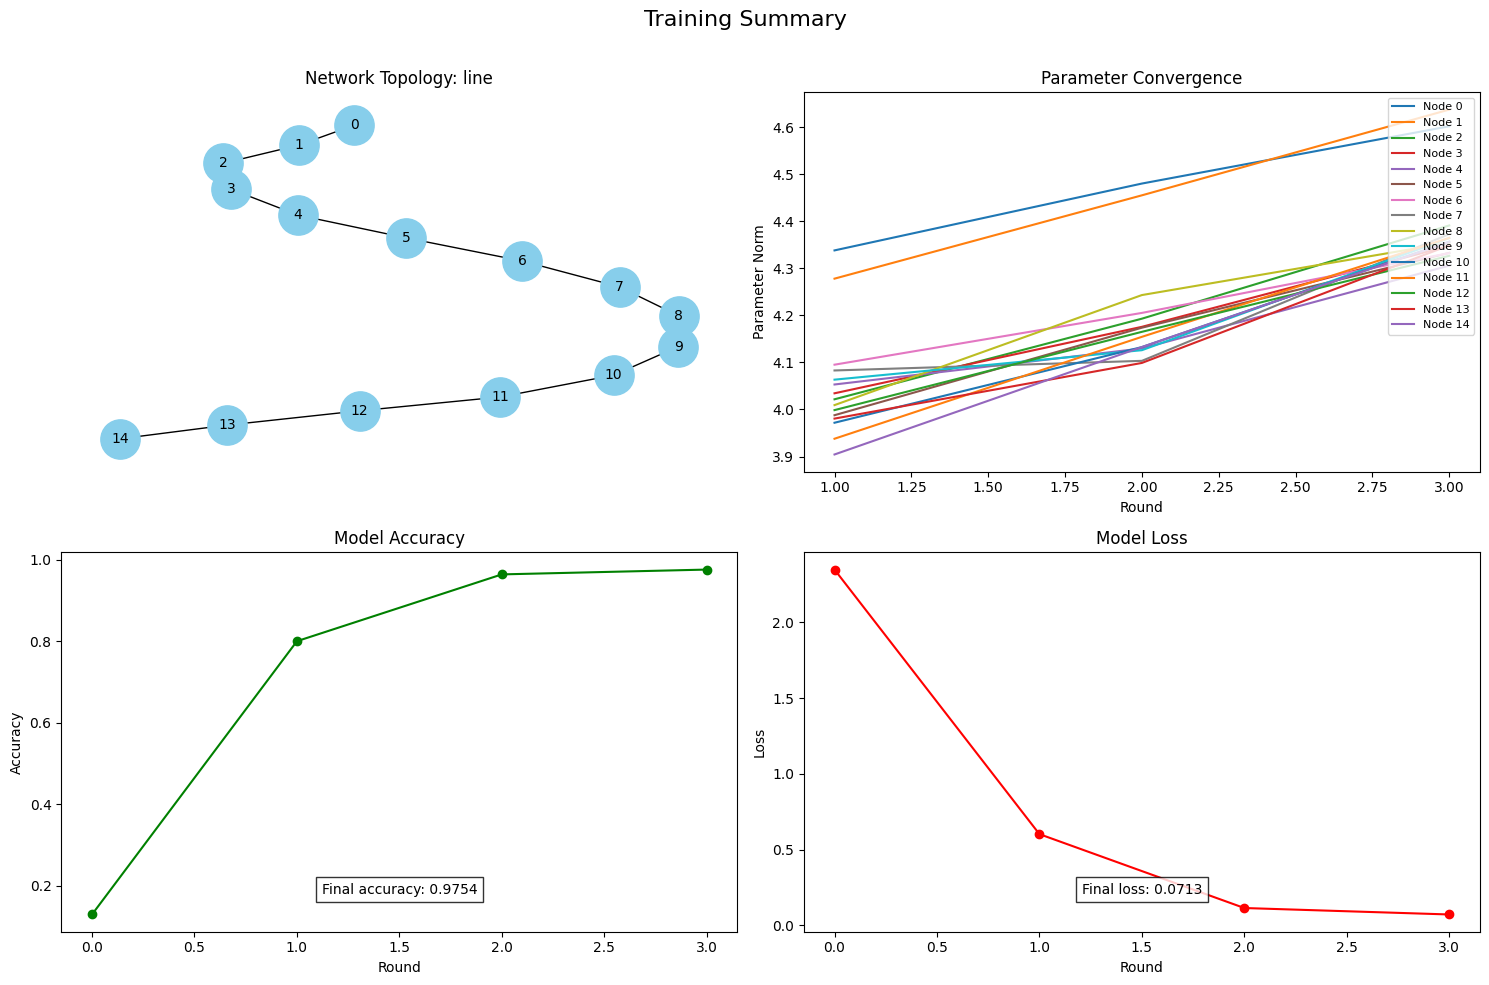 Training Summary
Network Topology: line
0
1
2
3
4
5
6
7
8
9
10
11
12
13
14
Parameter Convergence
Parameter Norm
4.6
4.5
4.4
4.3
4.2
4.1
4.0
3.9
1.00 1.25 1.50 1.75 2.00 2.25 2.50 2.75 3.00
Round
Node 0
Node 1
Node 2
Node 3
Node 4
Node 5
Node 6
Node 7
Node 8
Node 9
Node 10
Node 11
Node 12
Node 13
Node 14
Model Accuracy
Accuracy
1.0
0.8
0.6
0.4
0.2
Final accuracy: 0.9754
0.0 0.5 1.0 1.5 2.0 2.5 3.0
Round
Model Loss
Loss
2.0
1.5
1.0
0.5
0.0
Final loss: 0.0713
0.0 0.5 1.0 1.5 2.0 2.5 3.0
Round